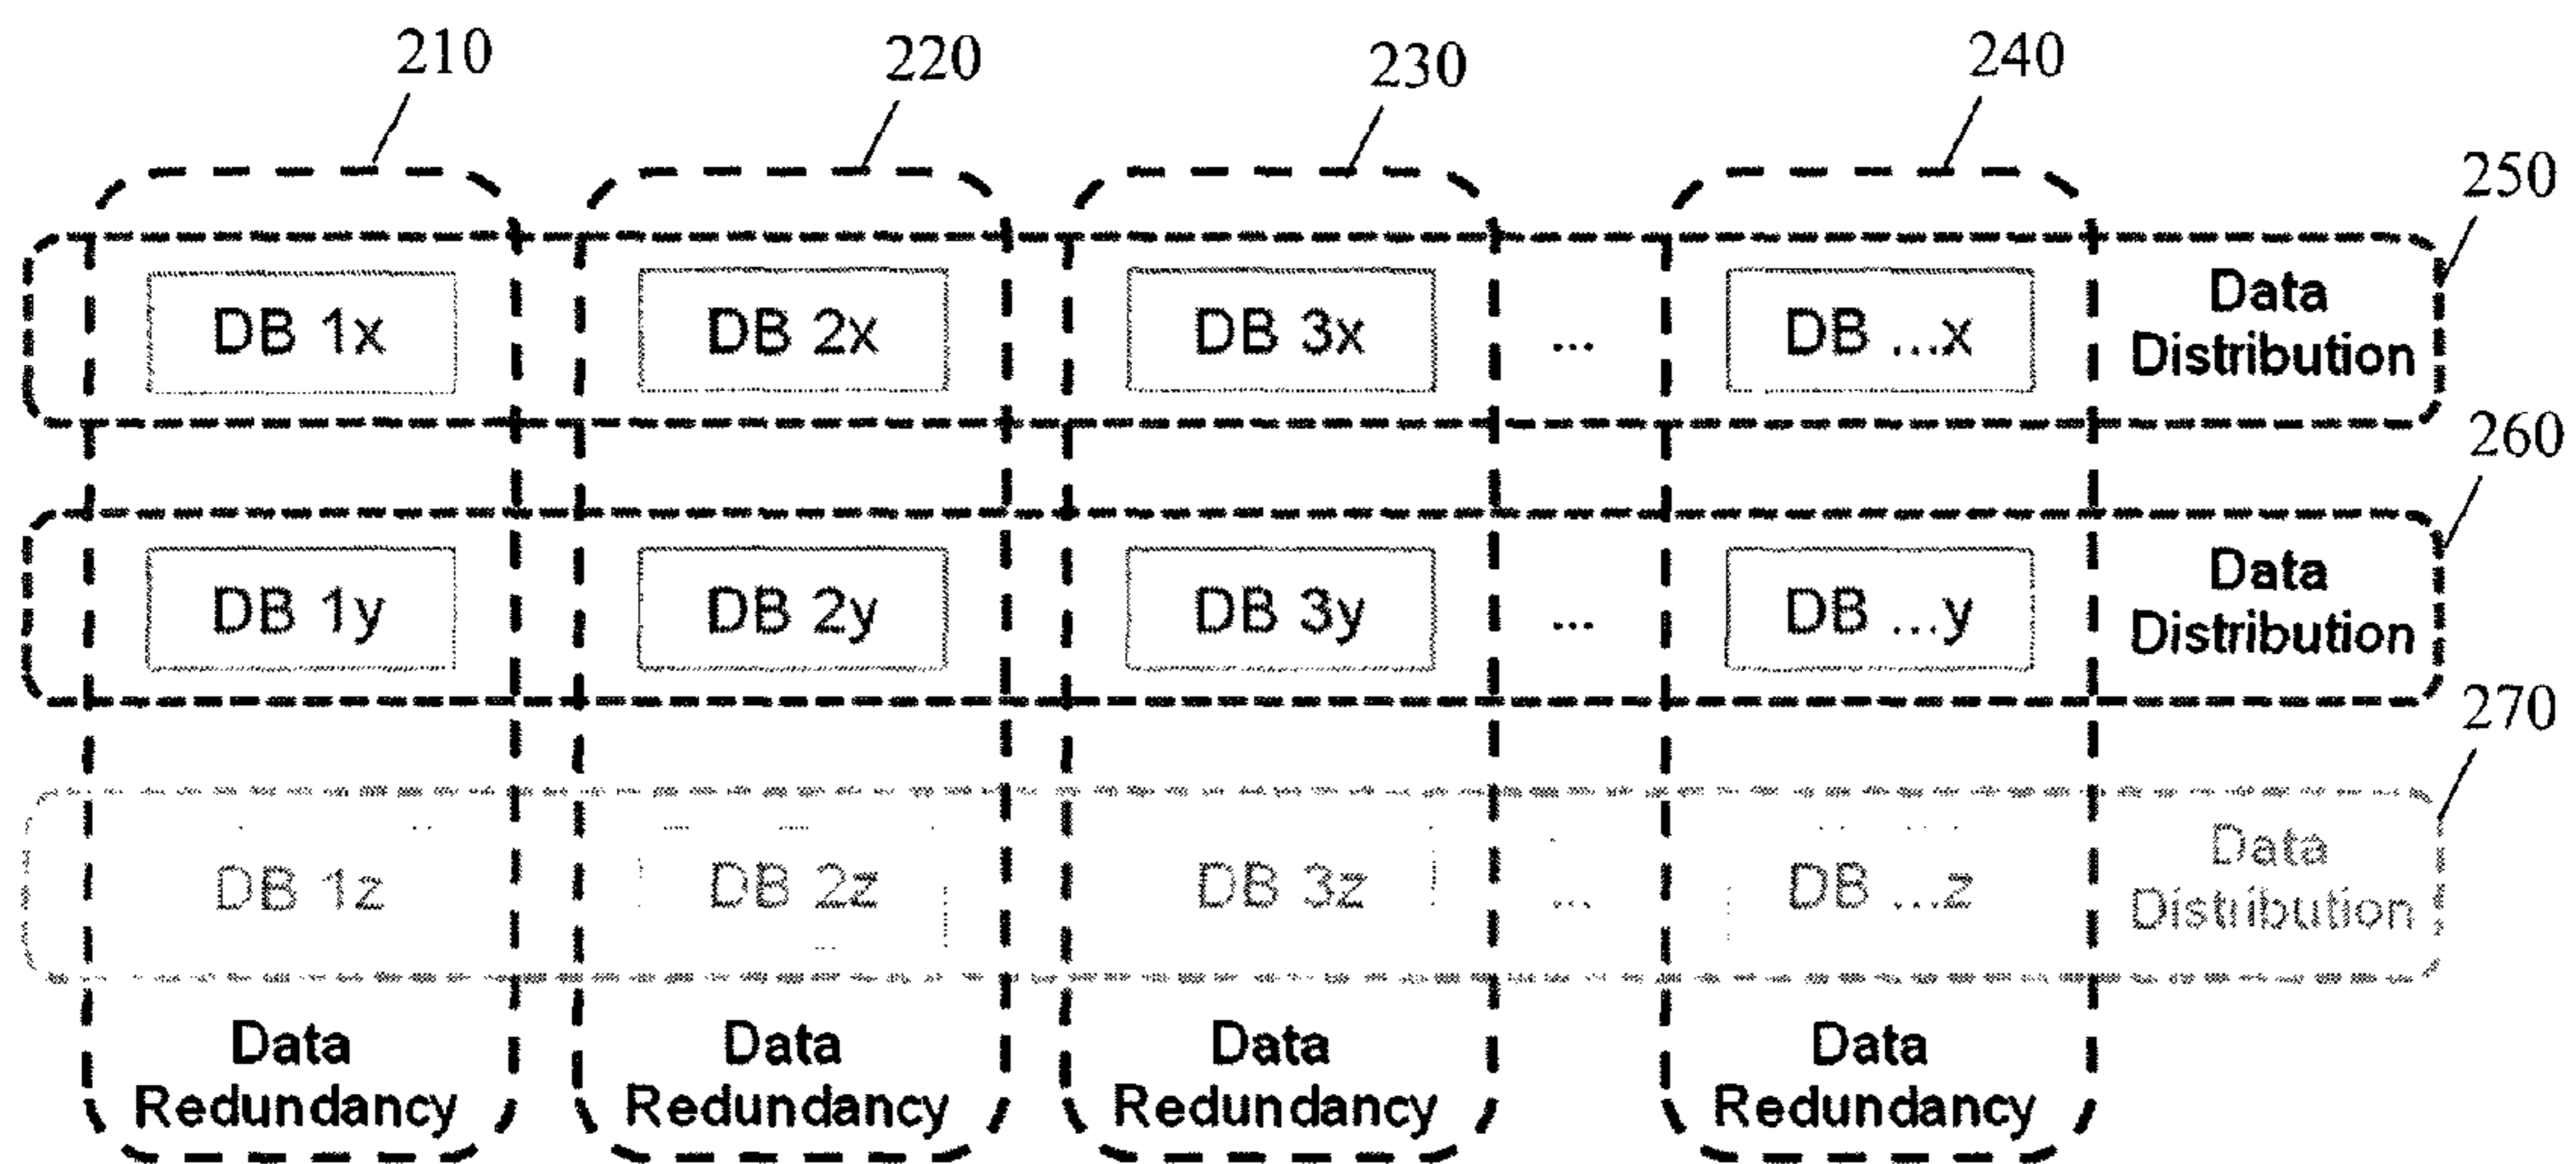 210
220
230
240
250
DB 1x
DB 2x
DB 3x
...
DB ...x
Data
Distribution
260
DB 1y
DB 2y
DB 3y
...
DB ...y
Data
Distribution
270
DB 1z
DB 2z
DB 3z
...
DB ...z
Data
Distribution
Data
Redundancy
Data
Redundancy
Data
Redundancy
Data
Redundancy